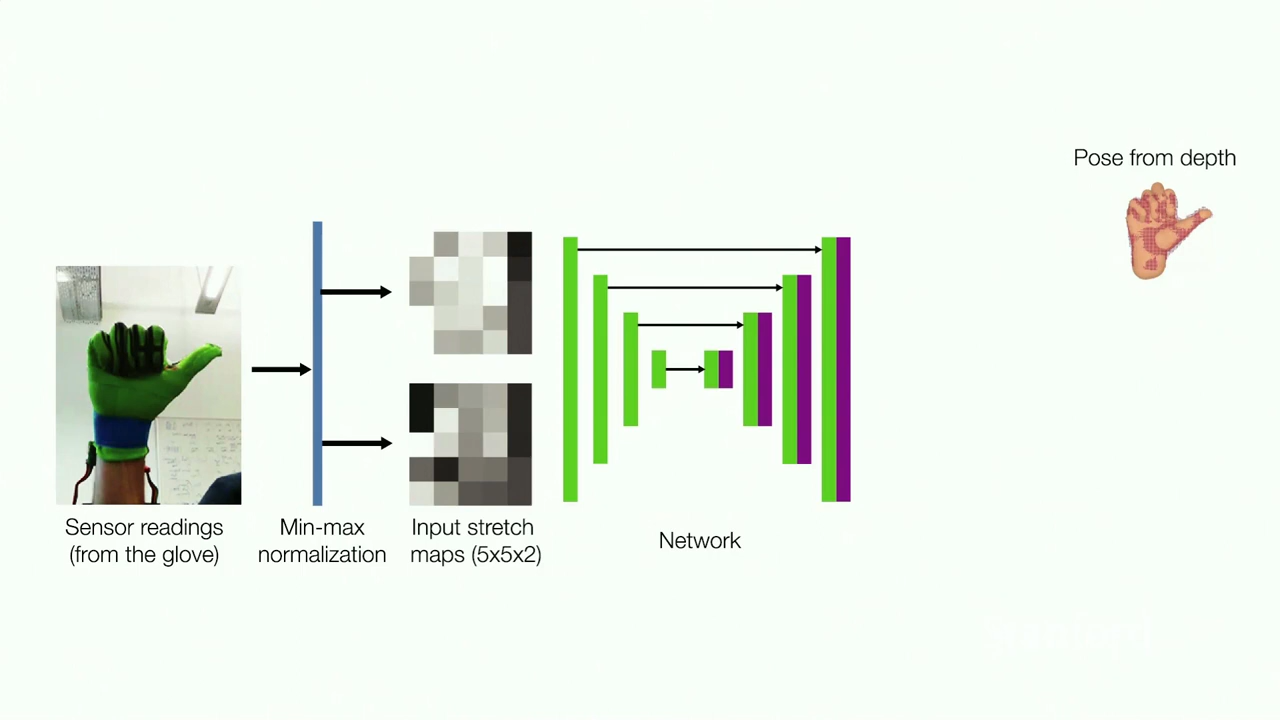 Pose from depth
Sensor readings
(from the glove)
Min-max
normalization
Input stretch
maps (5x5x2)
Network